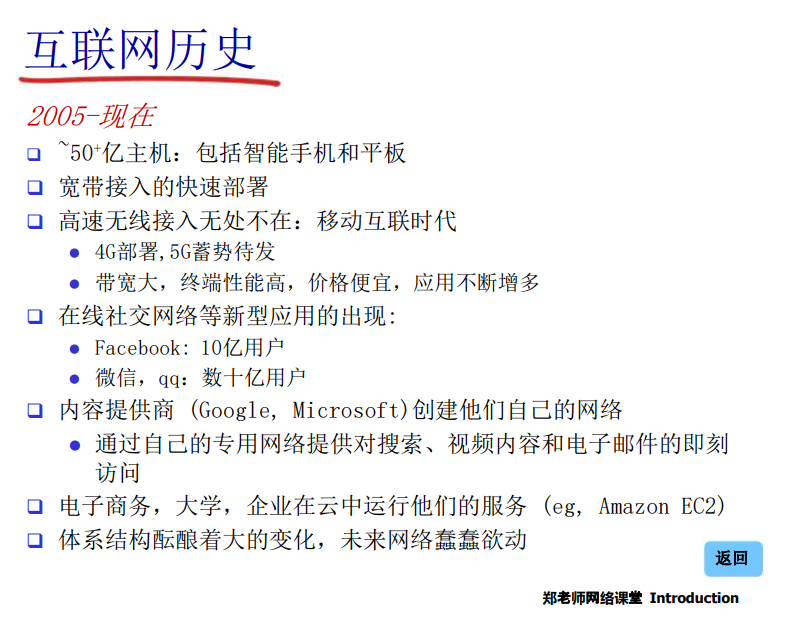 互联网历史
2005-现在
~50+亿主机：包括智能手机和平板
宽带接入的快速部署
高速无线接入无处不在：移动互联时代
4G部署,5G蓄势待发
带宽大，终端性能高，价格便宜，应用不断增多
在线社交网络等新型应用的出现:
Facebook: 10亿用户
微信，qq：数十亿用户
内容提供商 (Google, Microsoft)创建他们自己的网络
通过自己的专用网络提供对搜索、视频内容和电子邮件的即刻
访问
电子商务，大学，企业在云中运行他们的服务 (eg, Amazon EC2)
体系结构酝酿着大的变化，未来网络蠢蠢欲动
返回
郑老师网络课堂 Introduction